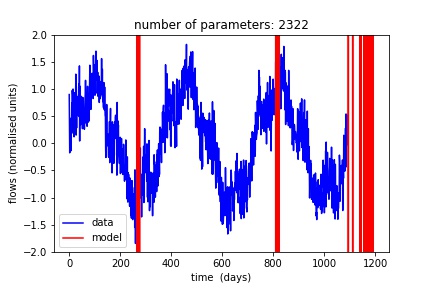 number of parameters: 2322
flows (normalised units)
2.0
1.5
1.0
0.5
0.0
−0.5
−1.0
−1.5
−2.0
data
model
0 200 400 600 800 1000 1200
time (days)